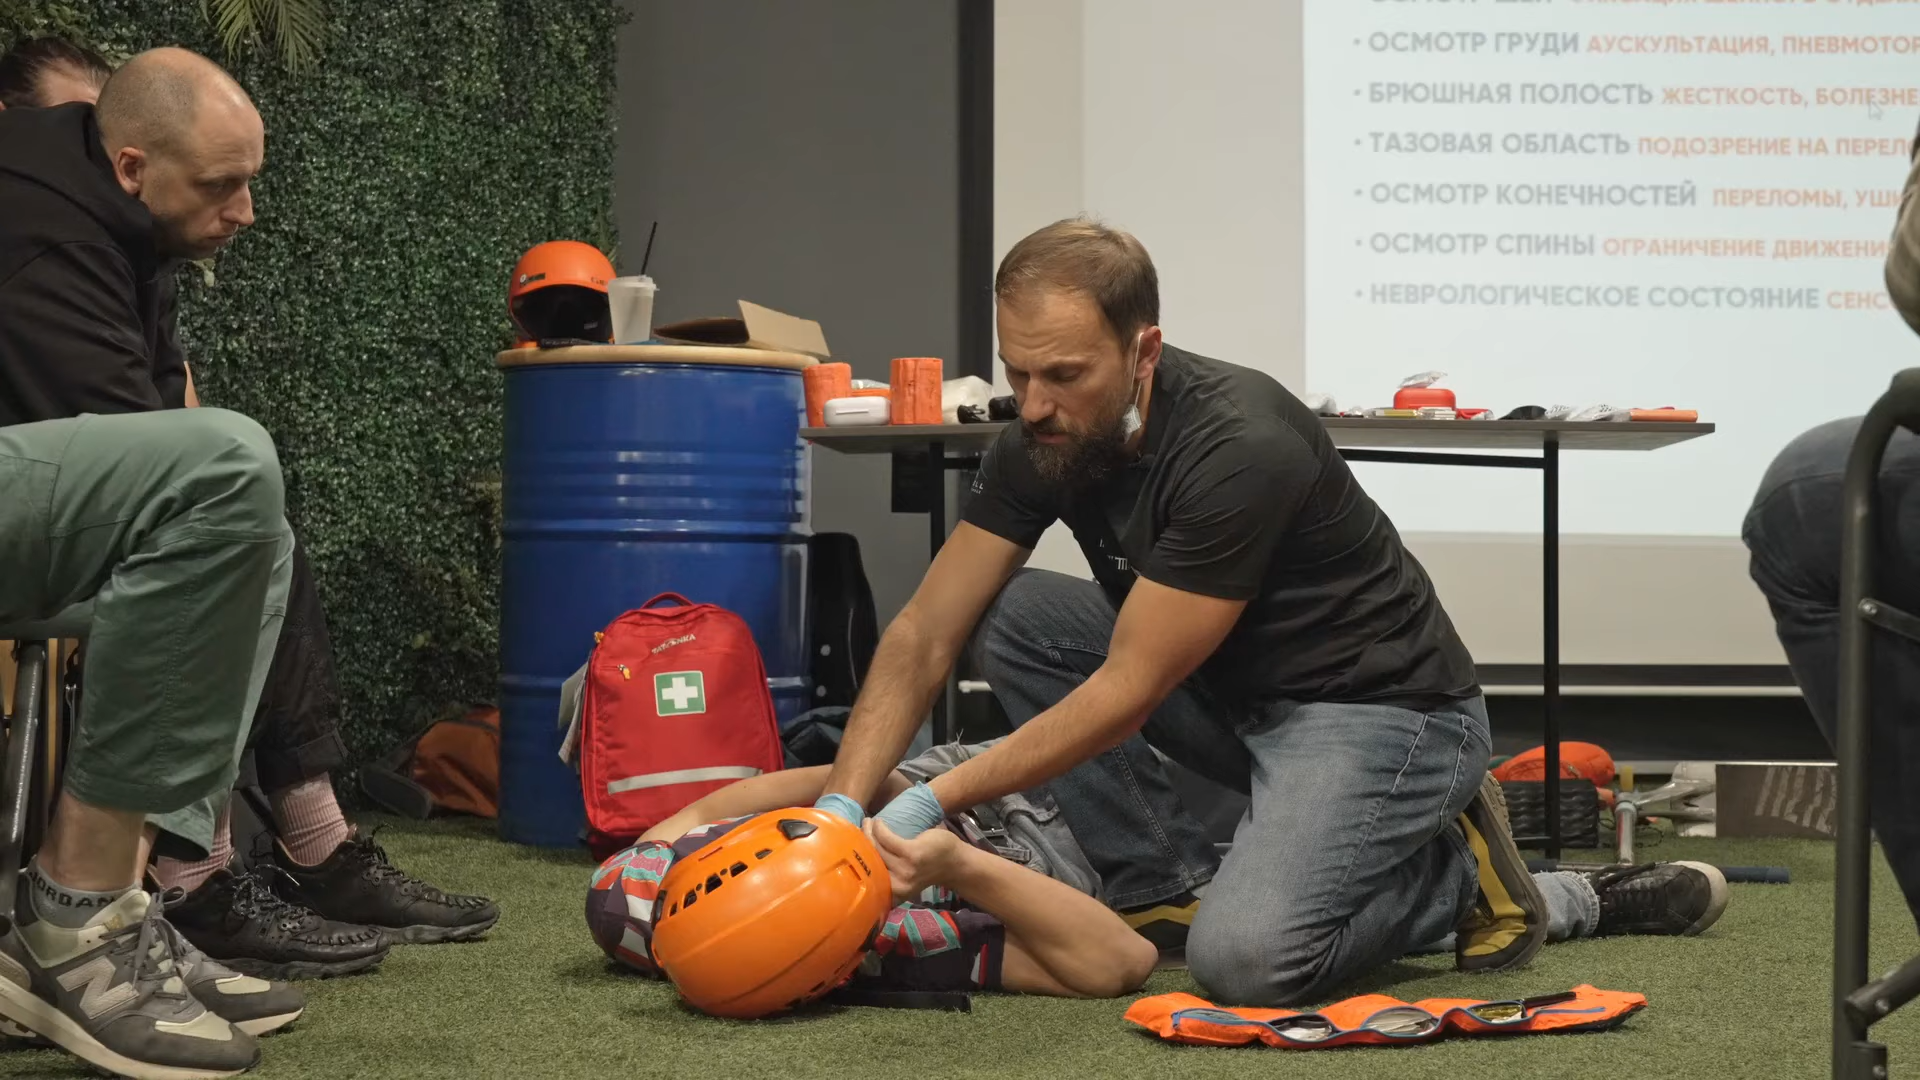 • ОСМОТР ГРУДИ АУСКУЛЬТАЦИЯ, ПНЕВМОТОР
• БРЮШНАЯ ПОЛОСТЬ ЖЕСТКОСТЬ, БОЛЕЗНЕ
• ТАЗОВАЯ ОБЛАСТЬ ПОДОЗРЕНИЕ НА ПЕРЕЛО
• ОСМОТР КОНЕЧНОСТЕЙ ПЕРЕЛОМЫ, УШИ
• ОСМОТР СПИНЫ ОГРАНИЧЕНИЕ ДВИЖЕНИ
• НЕВРОЛОГИЧЕСКОЕ СОСТОЯНИЕ СЕНС
TATONKA
JORDAN
N